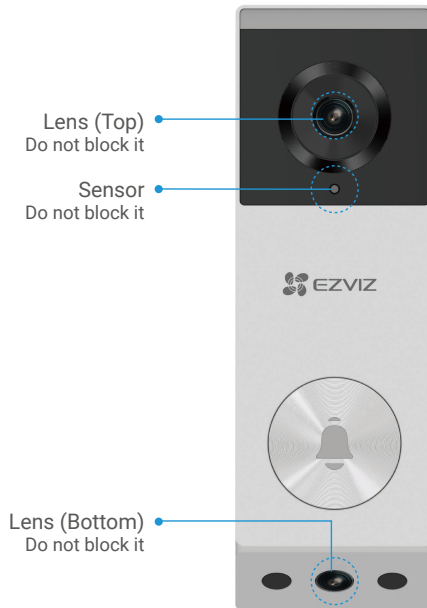 Lens (Top)
Do not block it
Sensor
Do not block it
EZVIZ
Lens (Bottom)
Do not block it